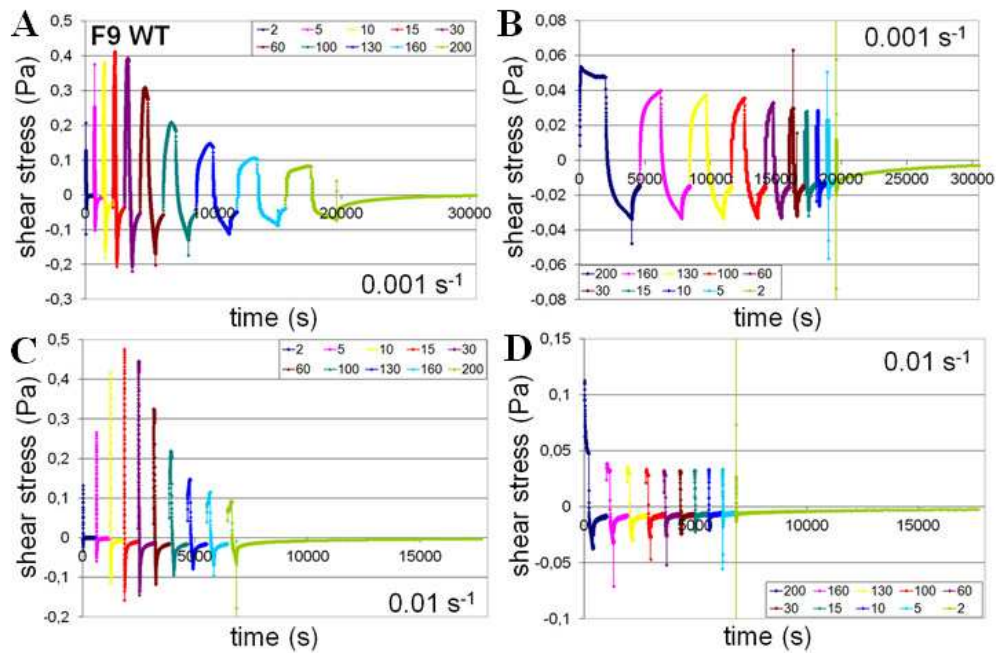 A
F9 WT
2 5 10 15 30
60 100 130 160 200
shear stress (Pa)
0,5
0,4
0,3
0,2
0,1
0
-0,1
-0,2
-0,3
0 10000 20000 30000
0.001 s⁻¹
time (s)
B
0.001 s⁻¹
shear stress (Pa)
0,08
0,06
0,04
0,02
0
-0,02
-0,04
-0,06
-0,08
0 5000 10000 15000 20000 25000 30000
200 160 130 100 60
30 15 10 5 2
time (s)
C
2 5 10 15 30
60 100 130 160 200
shear stress (Pa)
0,5
0,4
0,3
0,2
0,1
0
-0,1
-0,2
0 5000 10000 15000
0.01 s⁻¹
time (s)
D
0.01 s⁻¹
shear stress (Pa)
0,15
0,1
0,05
0
-0,05
-0,1
0 5000 10000 15000
200 160 130 100 60
30 15 10 5 2
time (s)